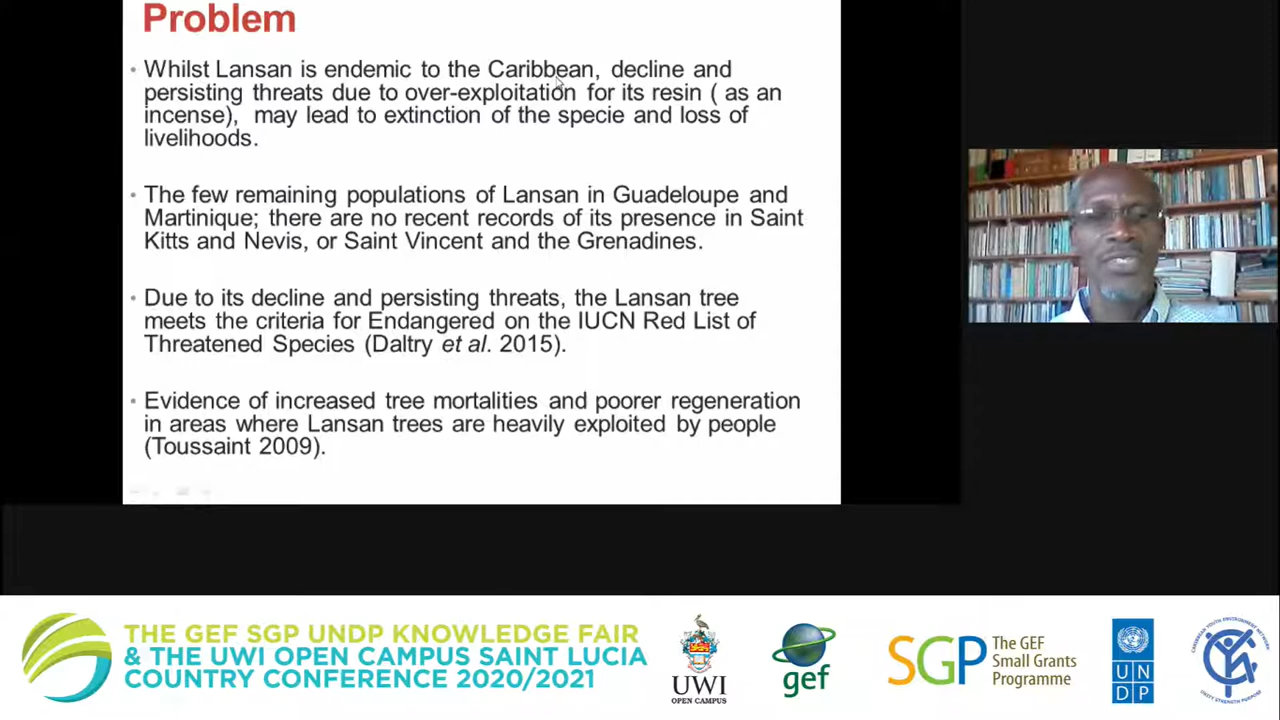 Problem
• Whilst Lansan is endemic to the Caribbean, decline and
persisting threats due to over-exploitation for its resin ( as an
incense), may lead to extinction of the specie and loss of
livelihoods.
• The few remaining populations of Lansan in Guadeloupe and
Martinique; there are no recent records of its presence in Saint
Kitts and Nevis, or Saint Vincent and the Grenadines.
• Due to its decline and persisting threats, the Lansan tree
meets the criteria for Endangered on the IUCN Red List of
Threatened Species (Daltry et al. 2015).
• Evidence of increased tree mortalities and poorer regeneration
in areas where Lansan trees are heavily exploited by people
(Toussaint 2009).
THE GEF SGP UNDP KNOWLEDGE FAIR
& THE UWI OPEN CAMPUS SAINT LUCIA
COUNTRY CONFERENCE 2020/2021
UWI
OPEN CAMPUS
gef
SGP
The GEF
Small Grants
Programme
U N
D P
CARIBBEAN YOUTH ENVIRONMENT NETWORK
UNITY STRENGTH PURPOSE